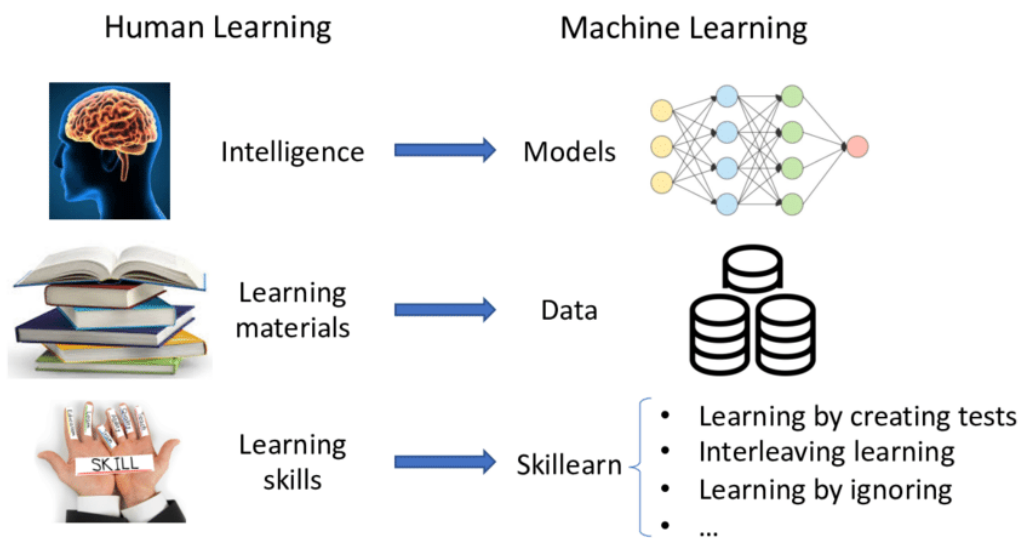 Human Learning
Machine Learning
Intelligence
Models
Learning
materials
Data
SKILL
Learning
skills
Skillearn
• Learning by creating tests
• Interleaving learning
• Learning by ignoring
• ...